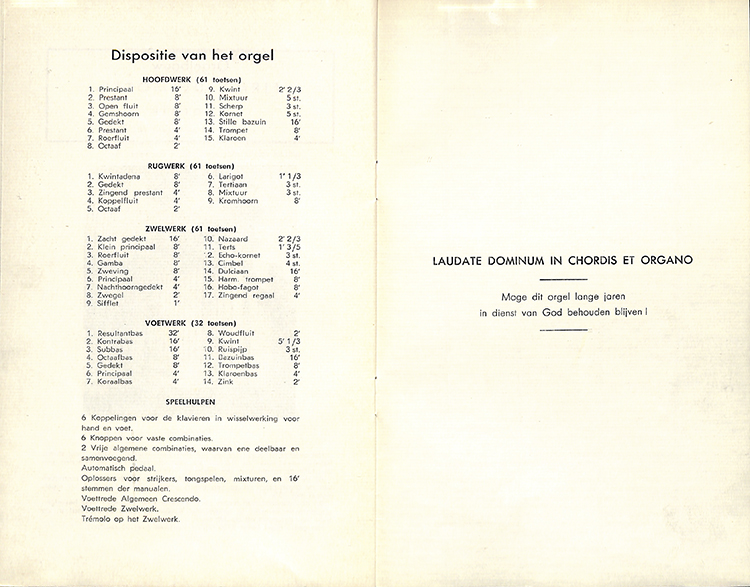 Dispositie van het orgel
HOOFDWERK (61 toetsen)
1. Principaal 16' 9. Kwint 2' 2/3
2. Prestant 8' 10. Mixtuur 5 st.
3. Open fluit 8' 11. Scherp 3 st.
4. Gemshoorn 8' 12. Kornet 5 st.
5. Gedekt 8' 13. Stille bazuin 16'
6. Prestant 4' 14. Trompet 8'
7. Roerfluit 4' 15. Klaroen 4'
8. Octaaf 2'
RUGWERK (61 toetsen)
1. Kwintadena 8' 6. Larigot 1' 1/3
2. Gedekt 8' 7. Tertiaan 3 st.
3. Zingend prestant 4' 8. Mixtuur 3 st.
4. Koppelfluit 4' 9. Kromhoorn 8'
5. Octaaf 2'
ZWELWERK (61 toetsen)
1. Zacht gedekt 16' 10. Nazaard 2' 2/3
2. Klein principaal 8' 11. Terts 1' 3/5
3. Roerfluit 8' 12. Echo-kornet 3 st.
4. Gamba 8' 13. Cimbel 4 st.
5. Zweving 8' 14. Dulciaan 16'
6. Principaal 4' 15. Harm. trompet 8'
7. Nachthoorngedekt 4' 16. Hobo-fagot 8'
8. Zwegel 2' 17. Zingend regaal 4'
9. Sifflet 1'
VOETWERK (32 toetsen)
1. Resultantbas 32' 8. Woudfluit 2'
2. Kontrabas 16' 9. Kwint 5' 1/3
3. Subbas 16' 10. Ruispijp 3 st.
4. Octaafbas 8' 11. Bazuinbas 16'
5. Gedekt 8' 12. Trompetbas 8'
6. Principaal 4' 13. Klaroenbas 4'
7. Koraalbas 4' 14. Zink 2'
SPEELHULPEN
6 Koppelingen voor de klavieren in wisselwerking voor
hand en voet.
6 Knoppen voor vaste combinaties.
2 Vrije algemene combinaties, waarvan ene deelbaar en
samenvoegend.
Automatisch pedaal.
Oplossers voor strijkers, tongspelen, mixturen, en 16'
stemmen der manualen.
Voettrede Algemeen Crescendo.
Voettrede Zwelwerk.
Trémolo op het Zwelwerk.
LAUDATE DOMINUM IN CHORDIS ET ORGANO
Moge dit orgel lange jaren
in dienst van God behouden blijven !